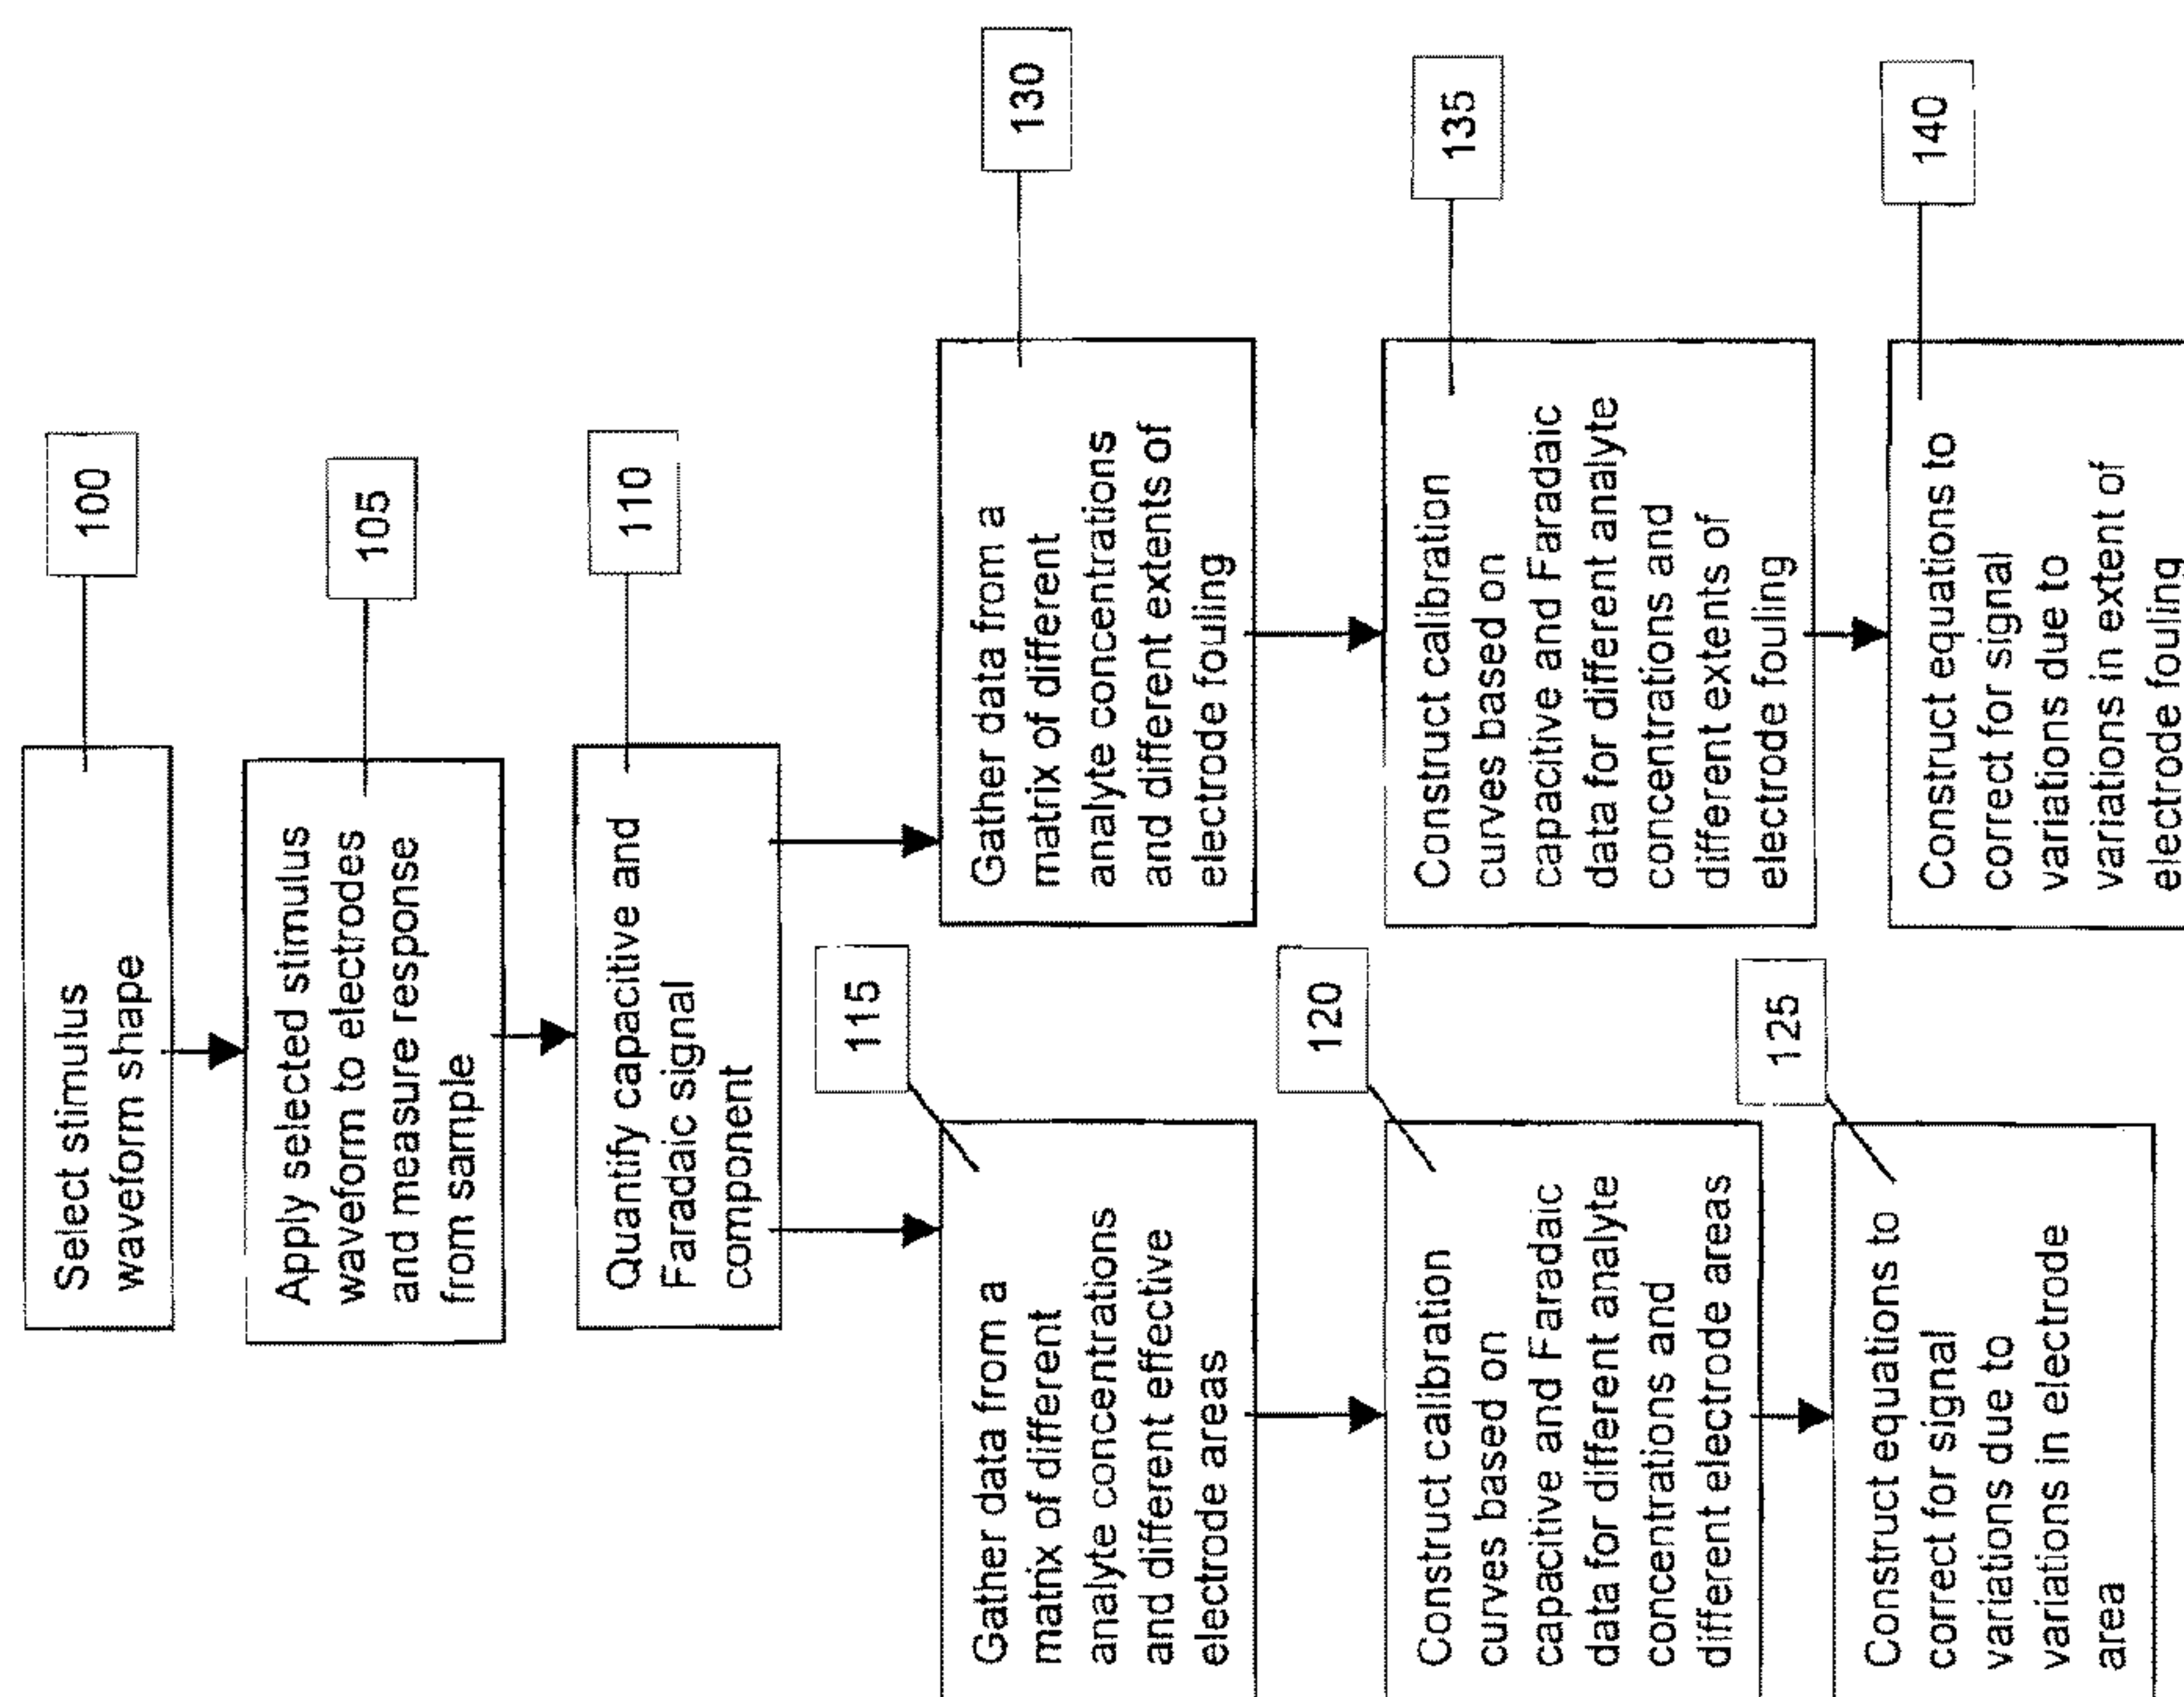 Select stimulus
waveform shape
100
Apply selected stimulus
waveform to electrodes
and measure response
from sample
105
Quantify capacitive and
Faradaic signal
component
110
115
Gather data from a
matrix of different
analyte concentrations
and different effective
electrode areas
120
Construct calibration
curves based on
capacitive and Faradaic
data for different analyte
concentrations and
different electrode areas
125
Construct equations to
correct for signal
variations due to
variations in electrode
area
130
Gather data from a
matrix of different
analyte concentrations
and different extents of
electrode fouling
135
Construct calibration
curves based on
capacitive and Faradaic
data for different analyte
concentrations and
different extents of
electrode fouling
140
Construct equations to
correct for signal
variations due to
variations in extent of
electrode fouling